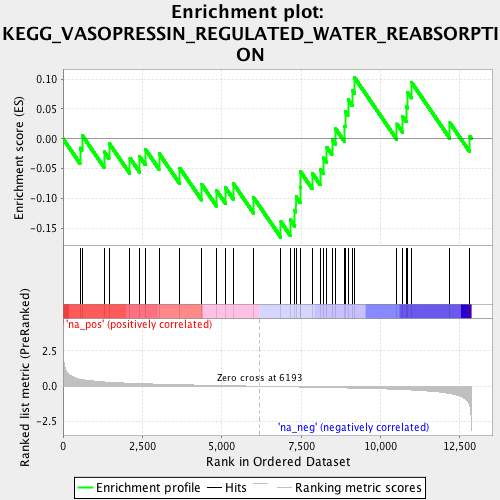 Enrichment plot:
KEGG_VASOPRESSIN_REGULATED_WATER_REABSORPTI
ON
Enrichment score (ES)
0.10
0.05
0.00
-0.05
-0.10
-0.15
'na_pos' (positively correlated)
Ranked list metric (PreRanked)
2.5
0.0
-2.5
Zero cross at 6193
'na_neg' (negatively correlated)
0
2,500
5,000
7,500
10,000
12,500
Rank in Ordered Dataset
Enrichment profile
Hits
Ranking metric scores